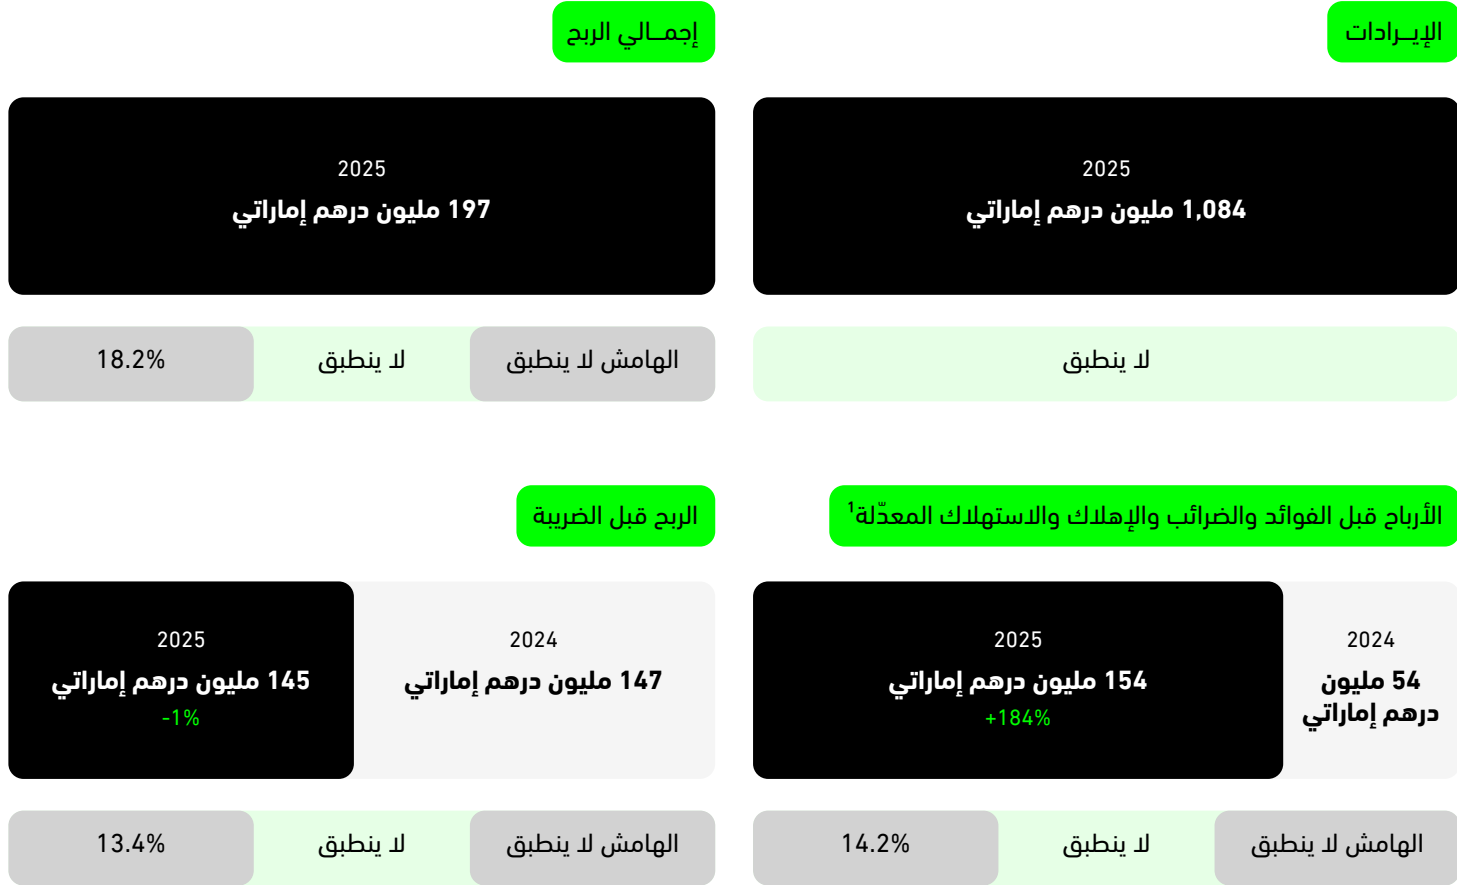 الإيــرادات
2025
1,084 مليون درهم إماراتي
لا ينطبق
إجمــالي الربح
2025
197 مليون درهم إماراتي
الهامش لا ينطبق
لا ينطبق
18.2%
الأرباح قبل الفوائد والضرائب والإهلاك والاستهلاك المعدّلة¹
2024
54 مليون
درهم إماراتي
2025
154 مليون درهم إماراتي
+184%
الهامش لا ينطبق
لا ينطبق
14.2%
الربح قبل الضريبة
2024
147 مليون درهم إماراتي
2025
145 مليون درهم إماراتي
-1%
الهامش لا ينطبق
لا ينطبق
13.4%